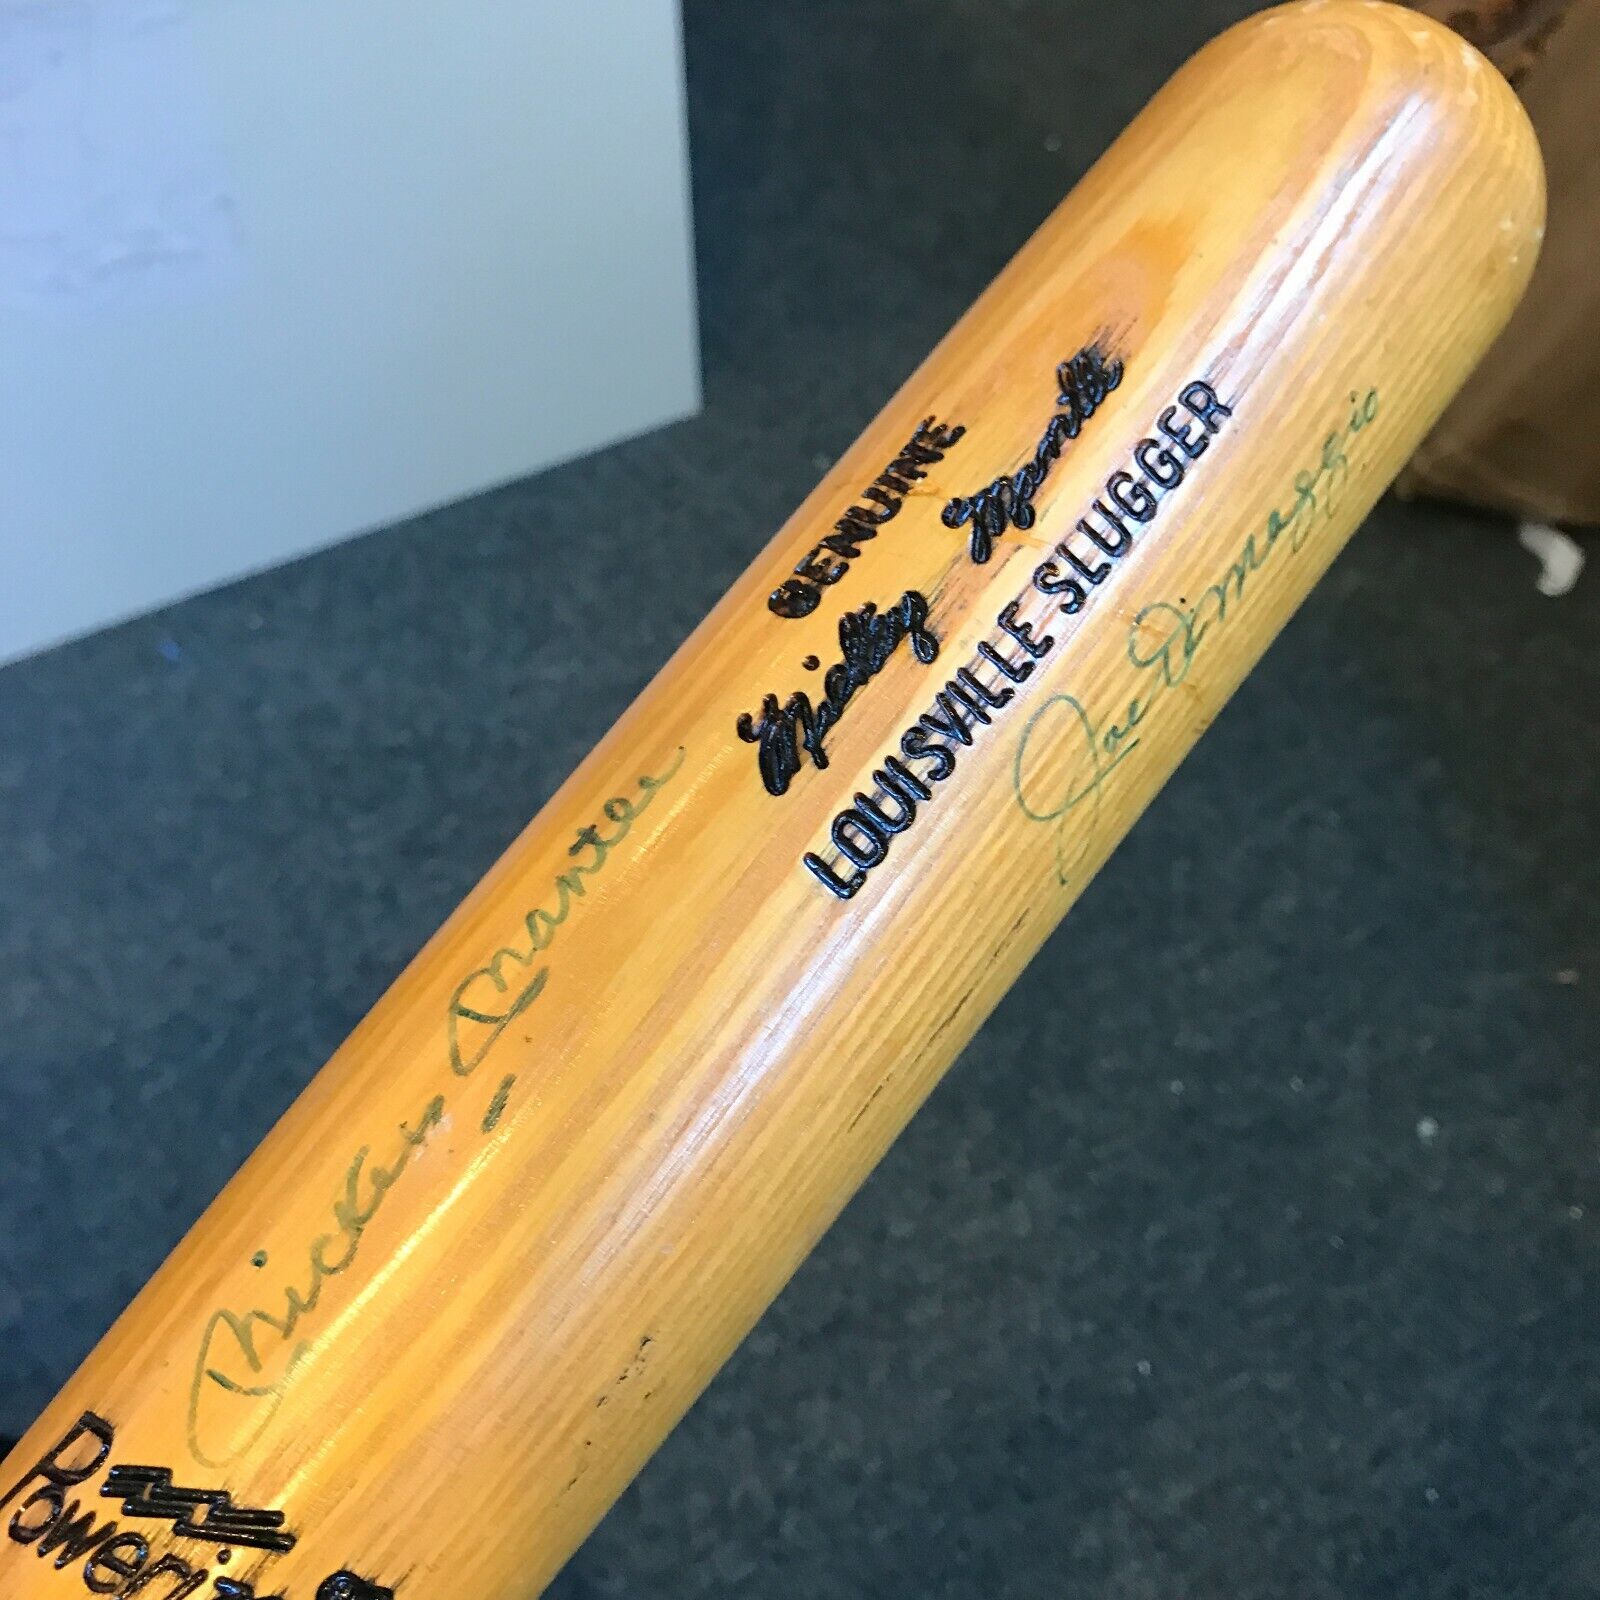 GENUINE
Mickey Mantle
LOUISVILLE SLUGGER
Joe DiMaggio
Mickey Mantle